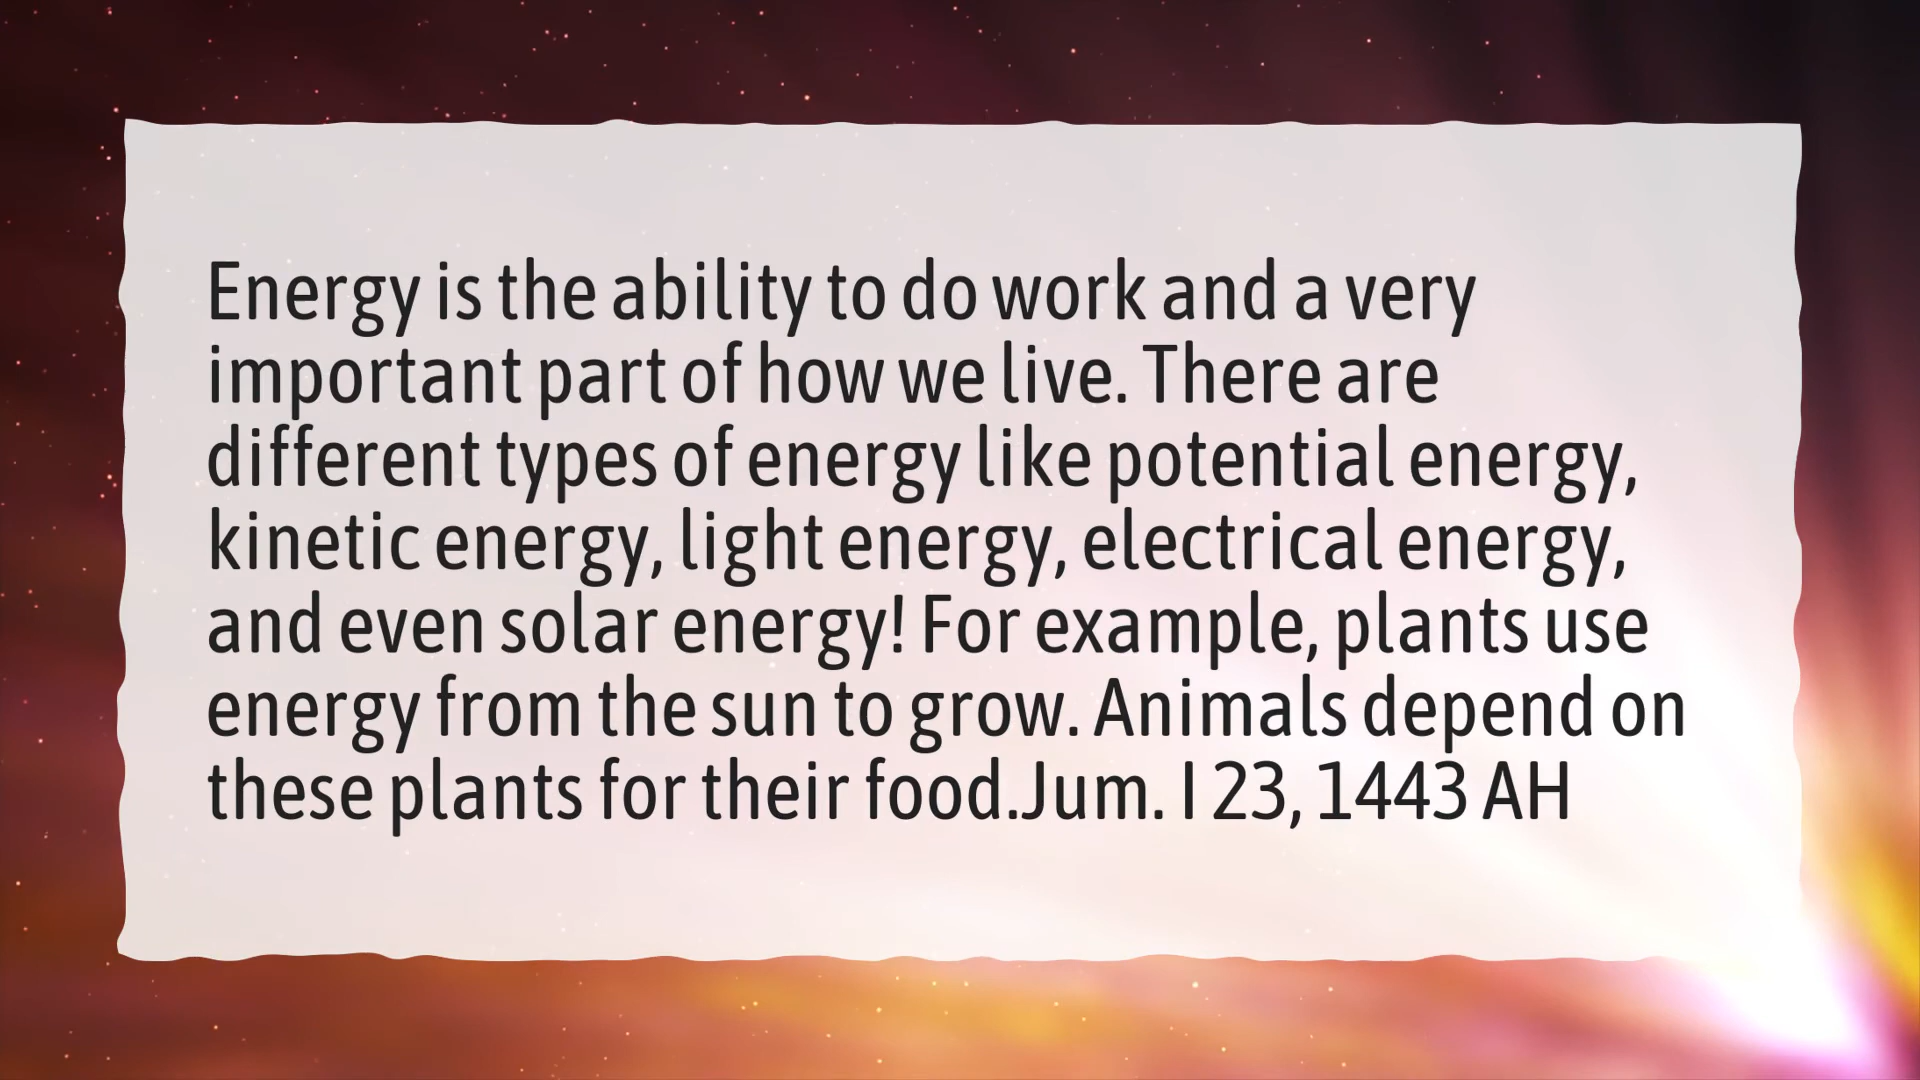 Energy is the ability to do work and a very
important part of how we live. There are
different types of energy like potential energy,
kinetic energy, light energy, electrical energy,
and even solar energy! For example, plants use
energy from the sun to grow. Animals depend on
these plants for their food.Jum. I 23, 1443 AH